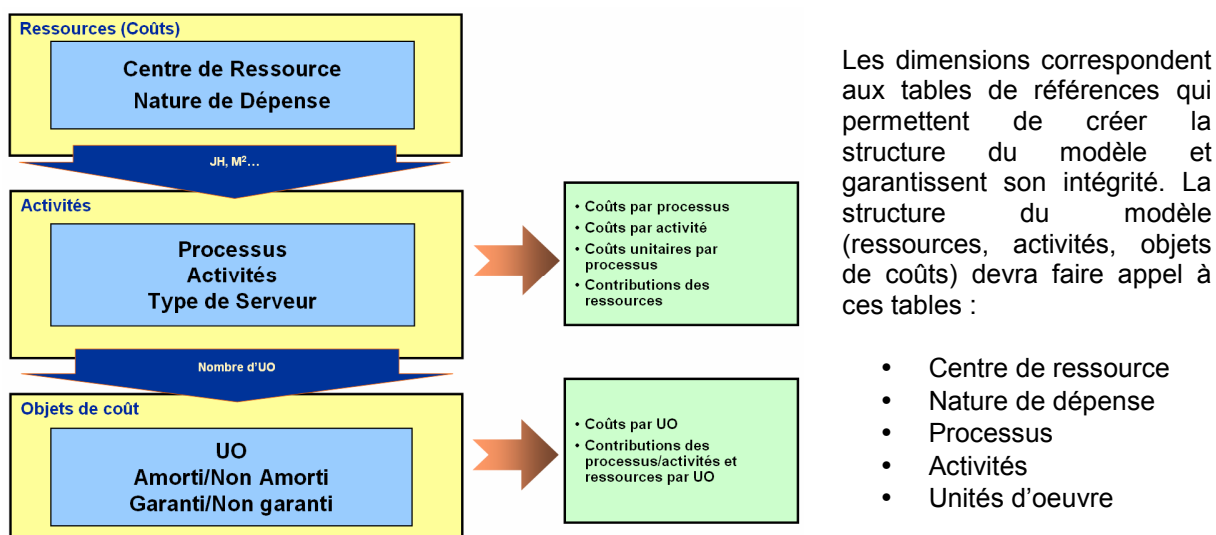 Ressources (Coûts)
Centre de Ressource
Nature de Dépense
JH, M²…
Activités
Processus
Activités
Type de Serveur
• Coûts par processus
• Coûts par activité
• Coûts unitaires par
processus
• Contributions des
ressources
Nombre d’UO
Objets de coût
UO
Amorti/Non Amorti
Garanti/Non garanti
• Coûts par UO
• Contributions des
processus/activités et
ressources par UO
Les dimensions correspondent
aux tables de références qui
permettent de créer la
structure du modèle et
garantissent son intégrité. La
structure du modèle
(ressources, activités, objets
de coûts) devra faire appel à
ces tables :
• Centre de ressource
• Nature de dépense
• Processus
• Activités
• Unités d’oeuvre